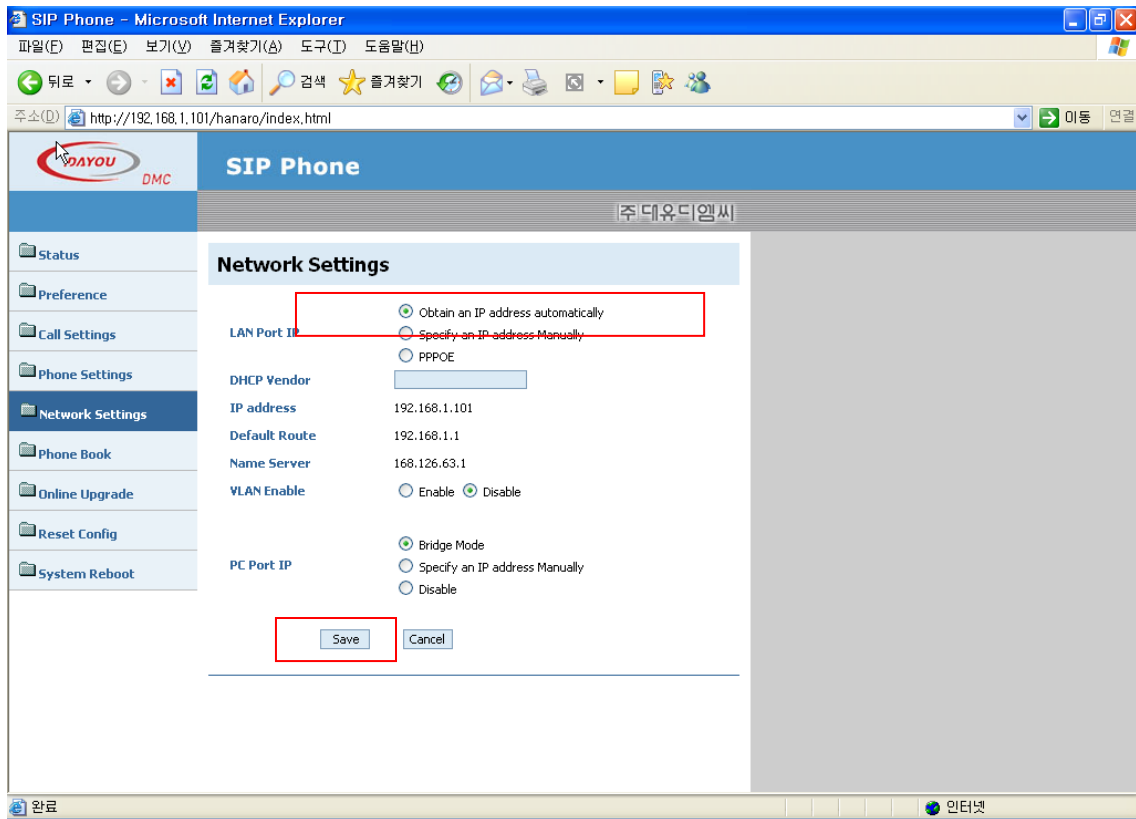 SIP Phone - Microsoft Internet Explorer
파일(F) 편집(E) 보기(V) 즐겨찾기(A) 도구(T) 도움말(H)
뒤로 검색 즐겨찾기
주소(D) http://192,168,1,101/hanaro/index,html 이동 연결
DAYOU DMC
SIP Phone
주대유디엠씨
Status
Preference
Call Settings
Phone Settings
Network Settings
Phone Book
Online Upgrade
Reset Config
System Reboot
Network Settings
LAN Port IP
Obtain an IP address automatically
Specify an IP address Manually
PPPOE
DHCP Vendor
IP address 192.168.1.101
Default Route 192.168.1.1
Name Server 168.126.63.1
VLAN Enable Enable Disable
PC Port IP
Bridge Mode
Specify an IP address Manually
Disable
Save Cancel
완료 인터넷